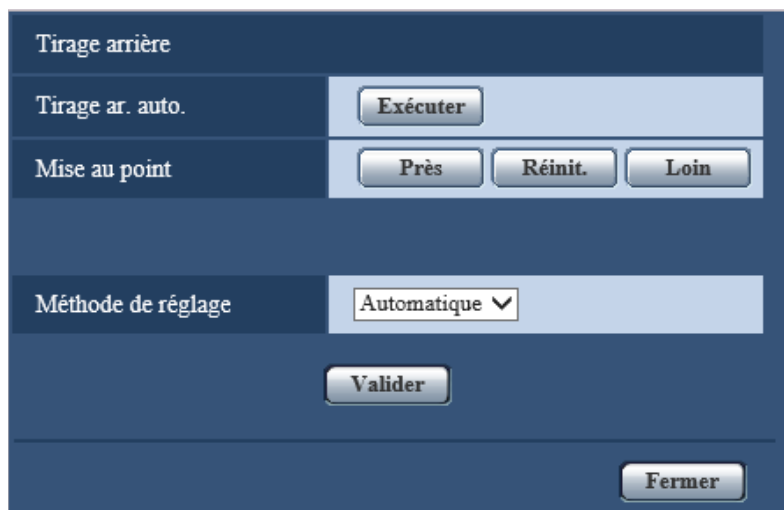 Tirage arrière
Tirage ar. auto. Exécuter
Mise au point Près Réinit. Loin
Méthode de réglage Automatique
Valider
Fermer